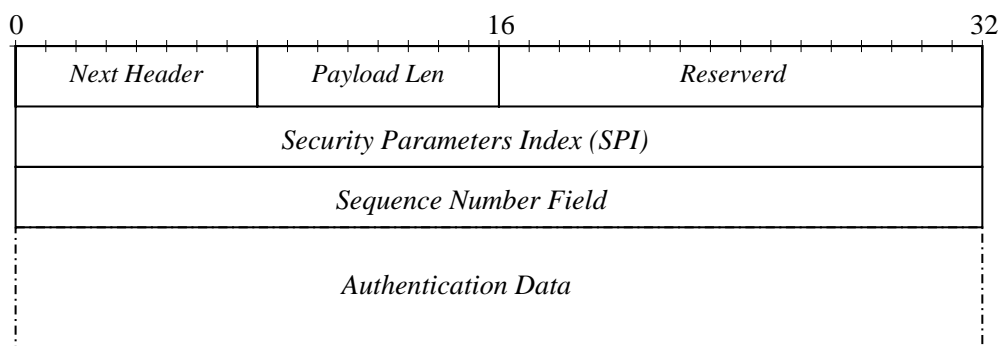 0 16 32
Next Header Payload Len Reserverd
Security Parameters Index (SPI)
Sequence Number Field
Authentication Data